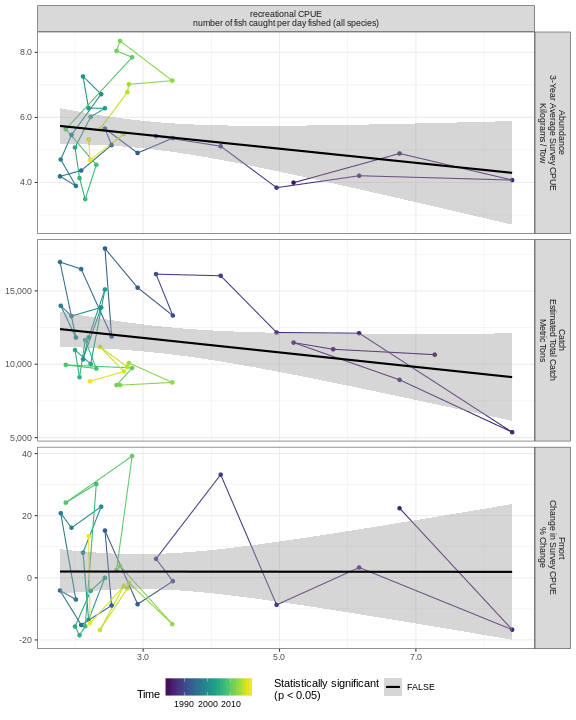 recreational CPUE
number of fish caught per day fished (all species)
8.0
6.0
4.0
Abundance
3-Year Average Survey CPUE
Kilograms / Tow
15,000
10,000
5,000
Catch
Estimated Total Catch
Metric Tons
40
20
0
-20
Fmort
Change in Survey CPUE
% Change
3.0 5.0 7.0
Time
1990 2000 2010
Statistically significant
(p < 0.05)
FALSE